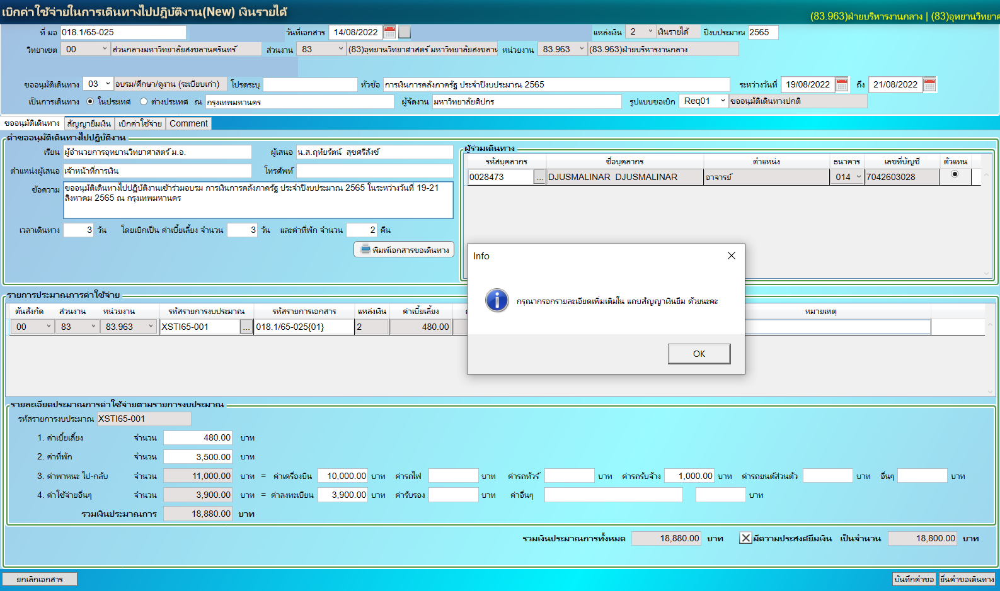 เบิกค่าใช้จ่ายในการเดินทางไปปฏิบัติงาน(New) เงินรายได้
(83.963)ฝ่ายบริหารงานกลาง | (83)อุทยานวิทยาศ
ที่ มอ 018.1/65-025 วันที่เอกสาร 14/08/2022 แหล่งเงิน 2 เงินรายได้ ปีงบประมาณ 2565
วิทยาเขต 00 ส่วนกลางมหาวิทยาลัยสงขลานครินทร์ ส่วนงาน 83 (83)อุทยานวิทยาศาสตร์ มหาวิทยาลัยสงขลาน หน่วยงาน 83.963 (83.963)ฝ่ายบริหารงานกลาง
ขออนุมัติเดินทาง 03 อบรม/ศึกษา/ดูงาน (ระเบียบเก่า) โปรดระบุ หัวข้อ การเงินการคลังภาครัฐ ประจำปีงบประมาณ 2565 ระหว่างวันที่ 19/08/2022 ถึง 21/08/2022
เป็นการเดินทาง ในประเทศ ต่างประเทศ ณ กรุงเทพมหานคร ผู้จัดงาน มหาวิทยาลัยศิลปกร รูปแบบขอเบิก Req01 ขออนุมัติเดินทางปกติ
ขออนุมัติเดินทาง สัญญายืมเงิน เบิกค่าใช้จ่าย Comment
คำขออนุมัติเดินทางไปปฏิบัติงาน
เรียน ผู้อำนวยการอุทยานวิทยาศาสตร์ ม.อ. ผู้เสนอ น.ส.ฤทัยรัตน์ สุขศรีสังข์
ตำแหน่งผู้เสนอ เจ้าหน้าที่การเงิน โทรศัพท์
ข้อความ ขออนุมัติเดินทางไปปฏิบัติงานเข้าร่วมอบรม การเงินการคลังภาครัฐ ประจำปีงบประมาณ 2565 ในระหว่างวันที่ 19-21
สิงหาคม 2565 ณ กรุงเทพมหานคร
เวลาเดินทาง 3 วัน โดยเบิกเป็น ค่าเบี้ยเลี้ยง จำนวน 3 วัน และค่าที่พัก จำนวน 2 คืน
พิมพ์เอกสารขอเดินทาง
ผู้ร่วมเดินทาง
รหัสบุคลากร ชื่อบุคลากร ตำแหน่ง ธนาคาร เลขที่บัญชี ตัวแทน
0028473 ... DJUSMALINAR DJUSMALINAR อาจารย์ 014 7042603028
Info
กรุณากรอกรายละเอียดเพิ่มเติมใน แถบสัญญาเงินยืม ด้วยนะคะ
OK
รายการประมาณการค่าใช้จ่าย
ต้นสังกัด ส่วนงาน หน่วยงาน รหัสรายการงบประมาณ รหัสรายการเอกสาร แหล่งเงิน ค่าเบี้ยเลี้ยง หมายเหตุ
00 83 83.963 XSTI65-001 ... 018.1/65-025{01} 2 480.00
รายละเอียดประมาณการค่าใช้จ่ายตามรายการงบประมาณ
รหัสรายการงบประมาณ XSTI65-001
1. ค่าเบี้ยเลี้ยง จำนวน 480.00 บาท
2. ค่าที่พัก จำนวน 3,500.00 บาท
3. ค่าพาหนะ ไป-กลับ จำนวน 11,000.00 บาท = ค่าเครื่องบิน 10,000.00 บาท ค่ารถไฟ บาท ค่ารถทัวร์ บาท ค่ารถรับจ้าง 1,000.00 บาท ค่ารถยนต์ส่วนตัว บาท อื่นๆ บาท
4. ค่าใช้จ่ายอื่นๆ จำนวน 3,900.00 บาท = ค่าลงทะเบียน 3,900.00 บาท ค่ารับรอง บาท ค่าอื่นๆ บาท
รวมเงินประมาณการ 18,880.00 บาท
รวมเงินประมาณการทั้งหมด 18,880.00 บาท มีความประสงค์ยืมเงิน เป็นจำนวน 18,800.00 บาท
ยกเลิกเอกสาร บันทึกคำขอ ยื่นคำขอเดินทาง